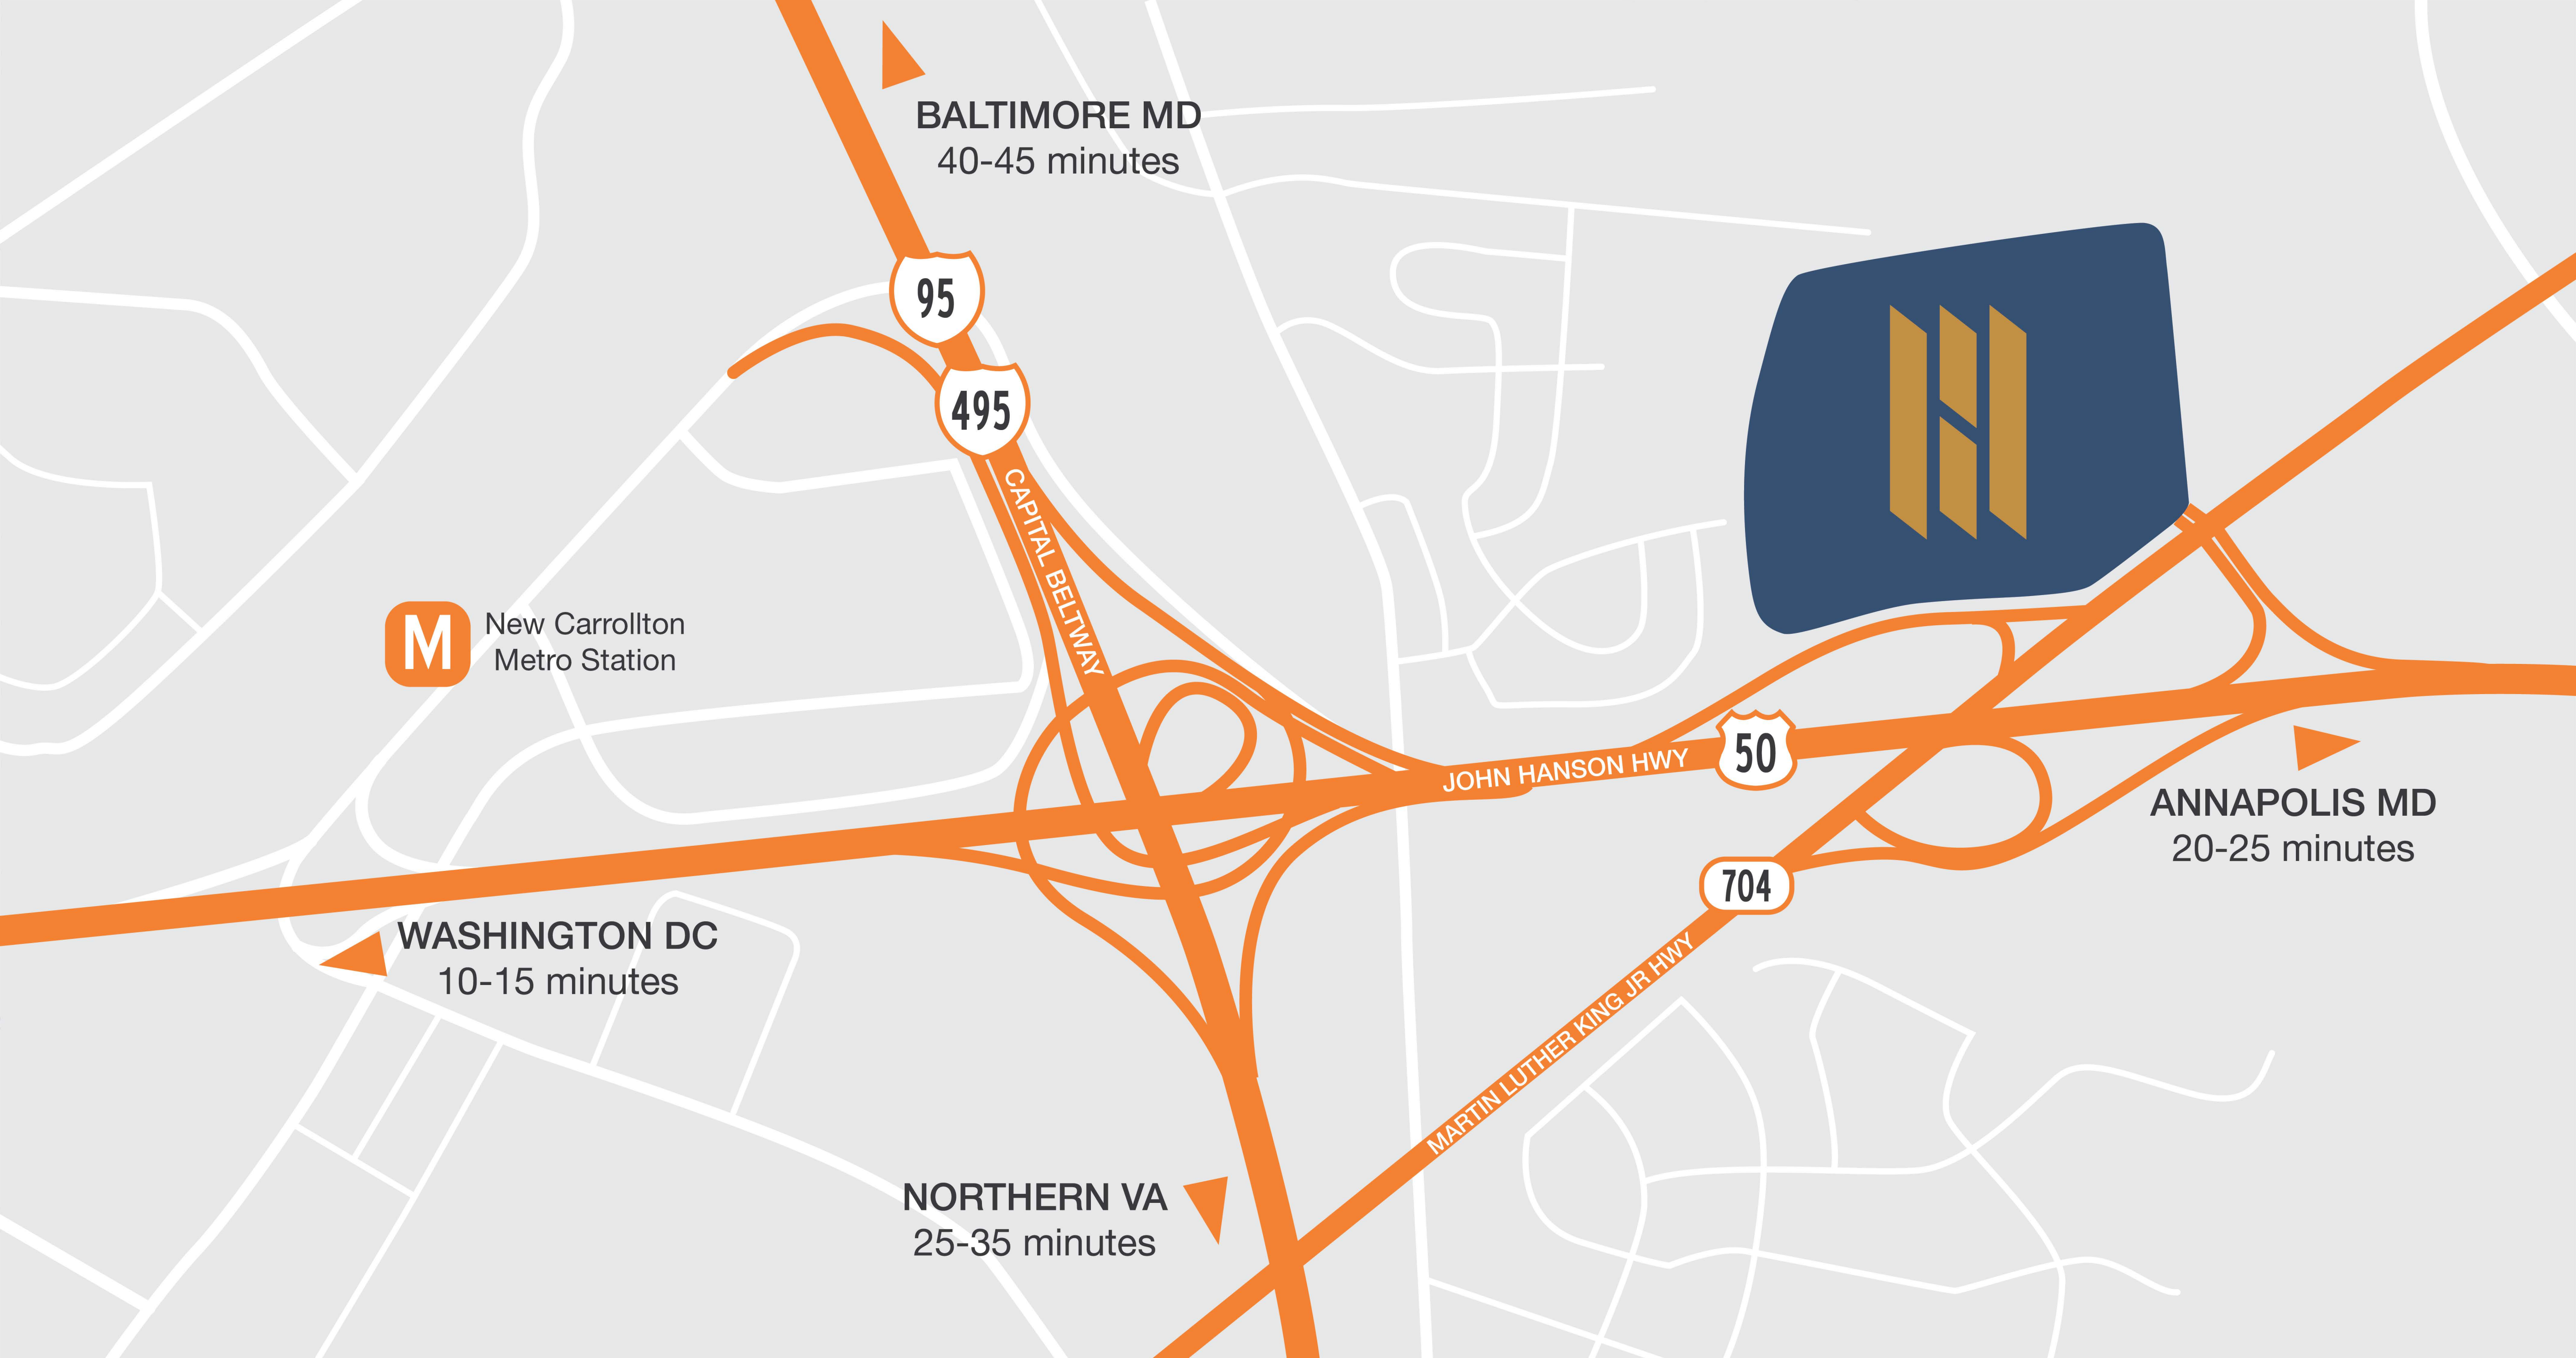 BALTIMORE MD
40-45 minutes
95
495
CAPITAL BELTWAY
M
New Carrollton
Metro Station
JOHN HANSON HWY
50
ANNAPOLIS MD
20-25 minutes
704
WASHINGTON DC
10-15 minutes
MARTIN LUTHER KING JR HWY
NORTHERN VA
25-35 minutes